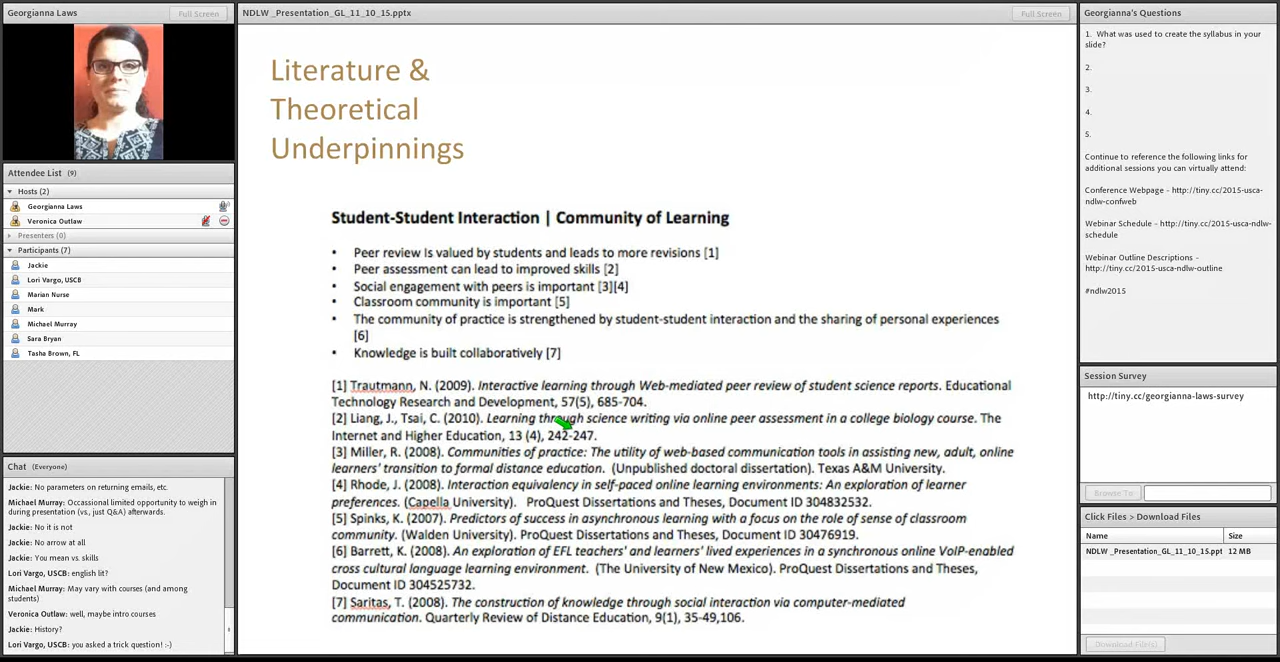 Georgianna Laws
Full Screen
Attendee List (9)
Hosts (2)
Georgianna Laws
Veronica Outlaw
Presenters (0)
Participants (7)
Jackie
Lori Vargo, USCB
Marian Nurse
Mark
Michael Murray
Sara Bryan
Tasha Brown, FL
Chat (Everyone)
Jackie: No parameters on returning emails, etc.
Michael Murray: Occassional limited opportunity to weigh in
during presentation (vs., just Q&A) afterwards.
Jackie: No it is not
Jackie: No arrow at all
Jackie: You mean vs. skills
Lori Vargo, USCB: english lit?
Michael Murray: May vary with courses (and among
students)
Veronica Outlaw: well, maybe intro courses
Jackie: History?
Lori Vargo, USCB: you asked a trick question! :-)
NDLW _Presentation_GL_11_10_15.pptx
Full Screen
Literature &
Theoretical
Underpinnings
Student-Student Interaction | Community of Learning
• Peer review Is valued by students and leads to more revisions [1]
• Peer assessment can lead to improved skills [2]
• Social engagement with peers is important [3][4]
• Classroom community is important [5]
• The community of practice is strengthened by student-student interaction and the sharing of personal experiences
[6]
• Knowledge is built collaboratively [7]
[1] Trautmann, N. (2009). Interactive learning through Web-mediated peer review of student science reports. Educational
Technology Research and Development, 57(5), 685-704.
[2] Liang, J., Tsai, C. (2010). Learning through science writing via online peer assessment in a college biology course. The
Internet and Higher Education, 13 (4), 242-247.
[3] Miller, R. (2008). Communities of practice: The utility of web-based communication tools in assisting new, adult, online
learners' transition to formal distance education. (Unpublished doctoral dissertation). Texas A&M University.
[4] Rhode, J. (2008). Interaction equivalency in self-paced online learning environments: An exploration of learner
preferences. (Capella University). ProQuest Dissertations and Theses, Document ID 304832532.
[5] Spinks, K. (2007). Predictors of success in asynchronous learning with a focus on the role of sense of classroom
community. (Walden University). ProQuest Dissertations and Theses, Document ID 30476919.
[6] Barrett, K. (2008). An exploration of EFL teachers' and learners' lived experiences in a synchronous online VoIP-enabled
cross cultural language learning environment. (The University of New Mexico). ProQuest Dissertations and Theses,
Document ID 304525732.
[7] Saritas, T. (2008). The construction of knowledge through social interaction via computer-mediated
communication. Quarterly Review of Distance Education, 9(1), 35-49,106.
Georgianna's Questions
1. What was used to create the syllabus in your
slide?
2.
3.
4.
5.
Continue to reference the following links for
additional sessions you can virtually attend:
Conference Webpage - http://tiny.cc/2015-usca-
ndlw-confweb
Webinar Schedule - http://tiny.cc/2015-usca-ndlw-
schedule
Webinar Outline Descriptions -
http://tiny.cc/2015-usca-ndlw-outline
#ndlw2015
Session Survey
http://tiny.cc/georgianna-laws-survey
Browse To
Click Files > Download Files
Name Size
NDLW _Presentation_GL_11_10_15.ppt 12 MB
Download File(s)